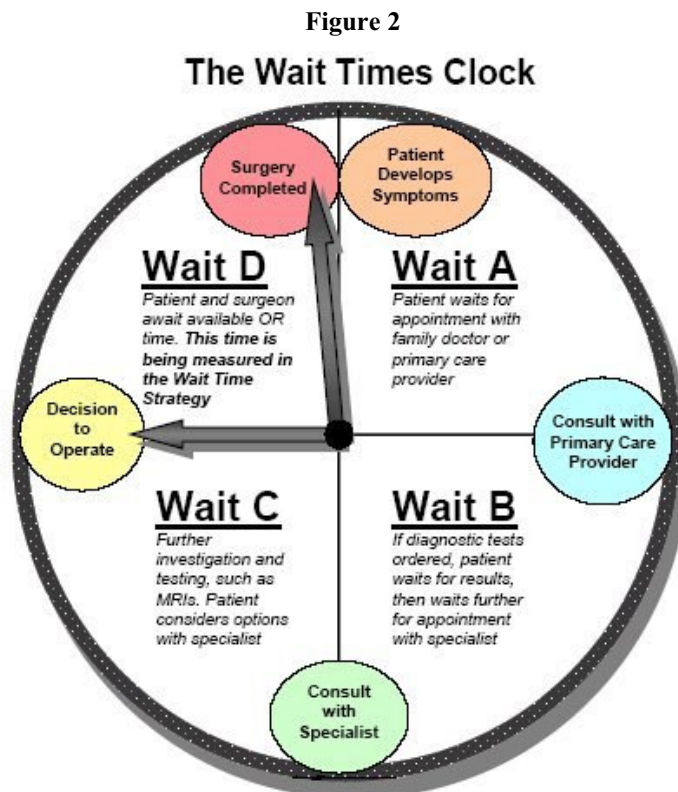 Figure 2
The Wait Times Clock
Surgery
Completed
Patient
Develops
Symptoms
Wait D
Patient and surgeon
await available OR
time. This time is
being measured in
the Wait Time
Strategy
Wait A
Patient waits for
appointment with
family doctor or
primary care
provider
Decision
to
Operate
Consult with
Primary Care
Provider
Wait C
Further
investigation and
testing, such as
MRIs. Patient
considers options
with specialist
Wait B
If diagnostic tests
ordered, patient
waits for results,
then waits further
for appointment
with specialist
Consult
with
Specialist